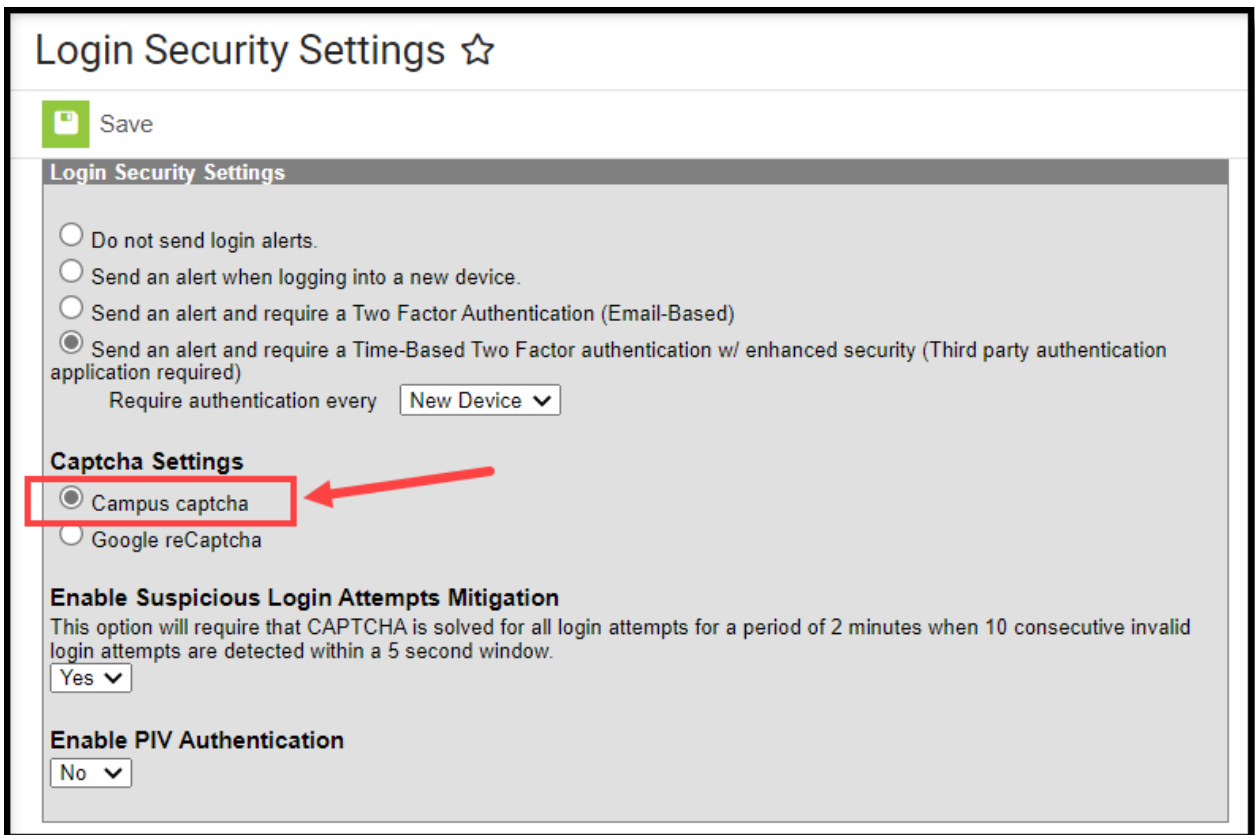 Login Security Settings
Save
Login Security Settings
Do not send login alerts.
Send an alert when logging into a new device.
Send an alert and require a Two Factor Authentication (Email-Based)
Send an alert and require a Time-Based Two Factor authentication w/ enhanced security (Third party authentication
application required)
Require authentication every New Device
Captcha Settings
Campus captcha
Google reCaptcha
Enable Suspicious Login Attempts Mitigation
This option will require that CAPTCHA is solved for all login attempts for a period of 2 minutes when 10 consecutive invalid
login attempts are detected within a 5 second window.
Yes
Enable PIV Authentication
No